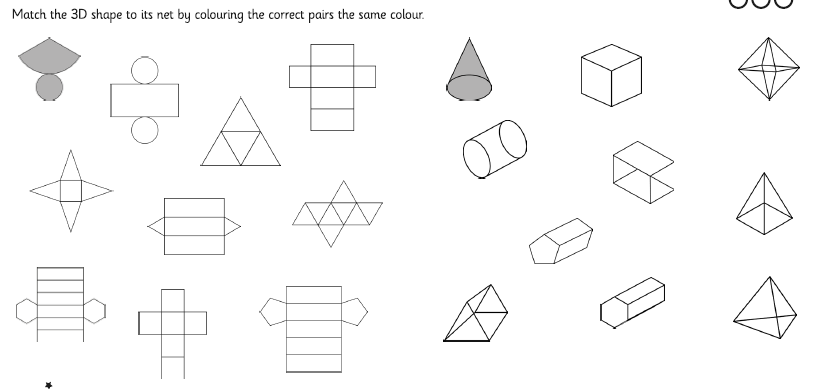 Match the 3D shape to its net by colouring the correct pairs the same colour.